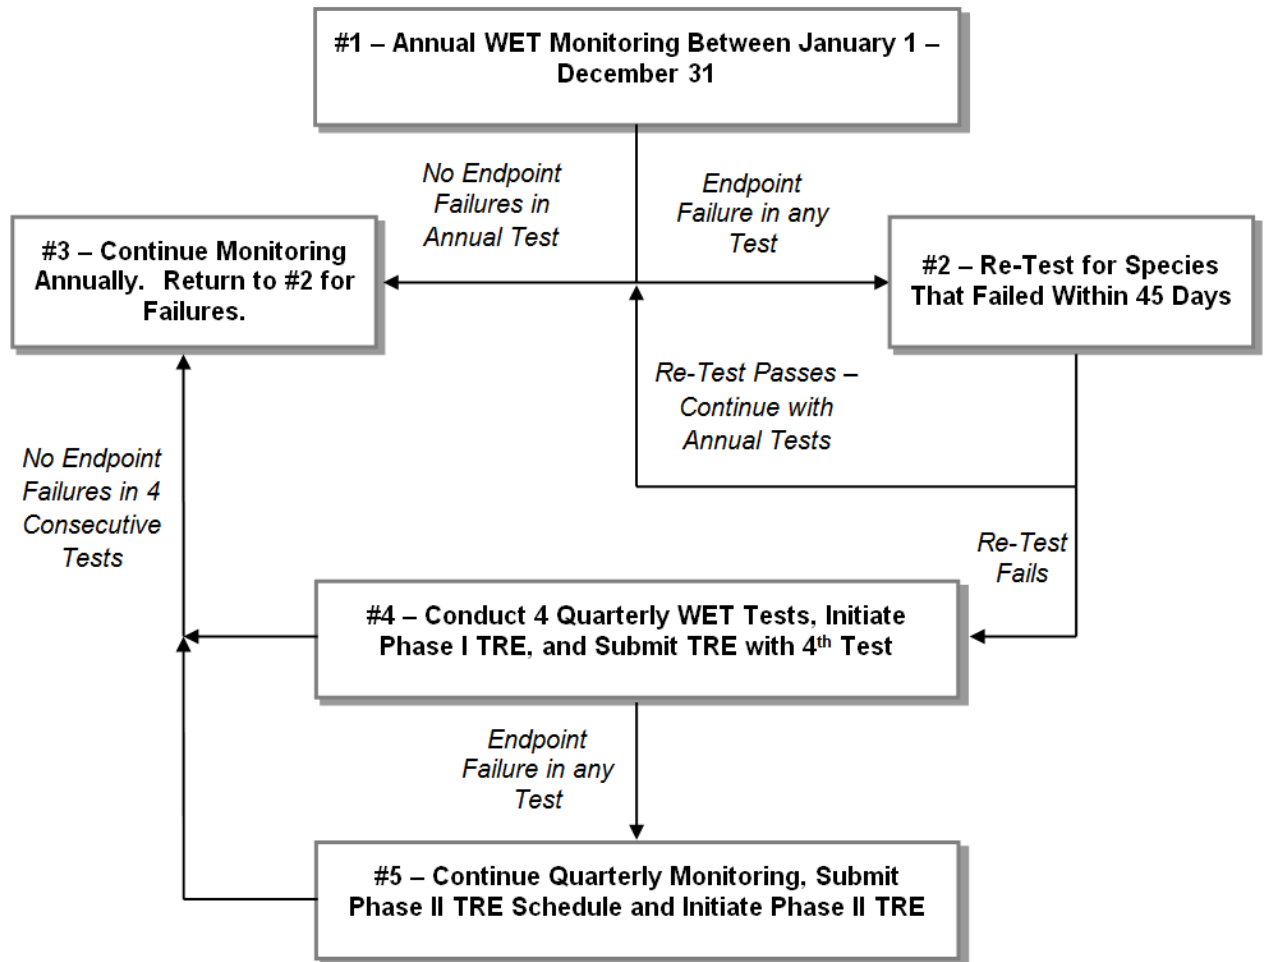 #1 – Annual WET Monitoring Between January 1 –
December 31
No Endpoint
Failures in
Annual Test
Endpoint
Failure in any
Test
#3 – Continue Monitoring
Annually.  Return to #2 for
Failures.
#2 – Re-Test for Species
That Failed Within 45 Days
Re-Test Passes –
Continue with
Annual Tests
No Endpoint
Failures in 4
Consecutive
Tests
Re-Test
Fails
#4 – Conduct 4 Quarterly WET Tests, Initiate
Phase I TRE, and Submit TRE with 4th Test
Endpoint
Failure in any
Test
#5 – Continue Quarterly Monitoring, Submit
Phase II TRE Schedule and Initiate Phase II TRE